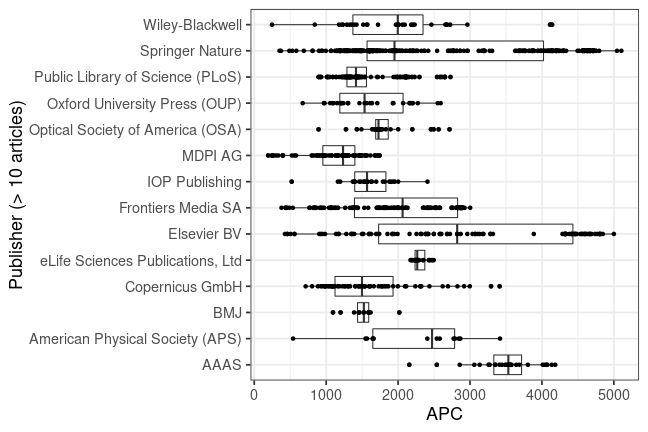 Publisher (> 10 articles)
Wiley-Blackwell
Springer Nature
Public Library of Science (PLoS)
Oxford University Press (OUP)
Optical Society of America (OSA)
MDPI AG
IOP Publishing
Frontiers Media SA
Elsevier BV
eLife Sciences Publications, Ltd
Copernicus GmbH
BMJ
American Physical Society (APS)
AAAS
0 1000 2000 3000 4000 5000
APC